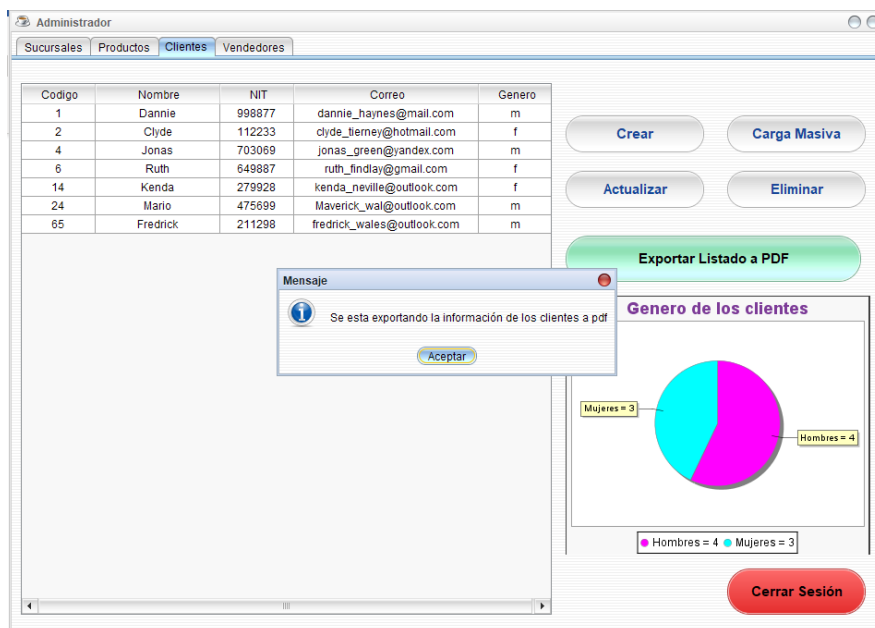 Administrador
Sucursales Productos Clientes Vendedores
Codigo Nombre NIT Correo Genero
1 Dannie 998877 dannie_haynes@mail.com m
2 Clyde 112233 clyde_tierney@hotmail.com f
4 Jonas 703069 jonas_green@yandex.com m
6 Ruth 649887 ruth_findlay@gmail.com f
14 Kenda 279928 kenda_neville@outlook.com f
24 Mario 475699 Maverick_wal@outlook.com m
65 Fredrick 211298 fredrick_wales@outlook.com m
Crear Carga Masiva
Actualizar Eliminar
Exportar Listado a PDF
Mensaje
Se esta exportando la información de los clientes a pdf
Aceptar
Genero de los clientes
Mujeres = 3
Hombres = 4
Hombres = 4 Mujeres = 3
Cerrar Sesión